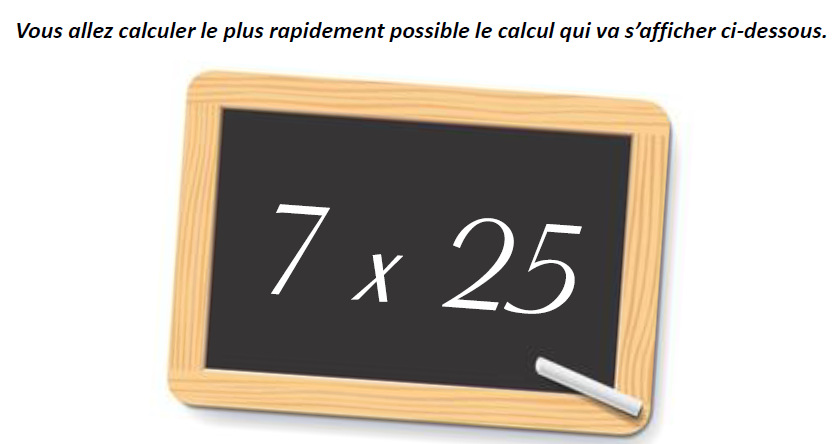 Vous allez calculer le plus rapidement possible le calcul qui va s’afficher ci-dessous.
7 x 25